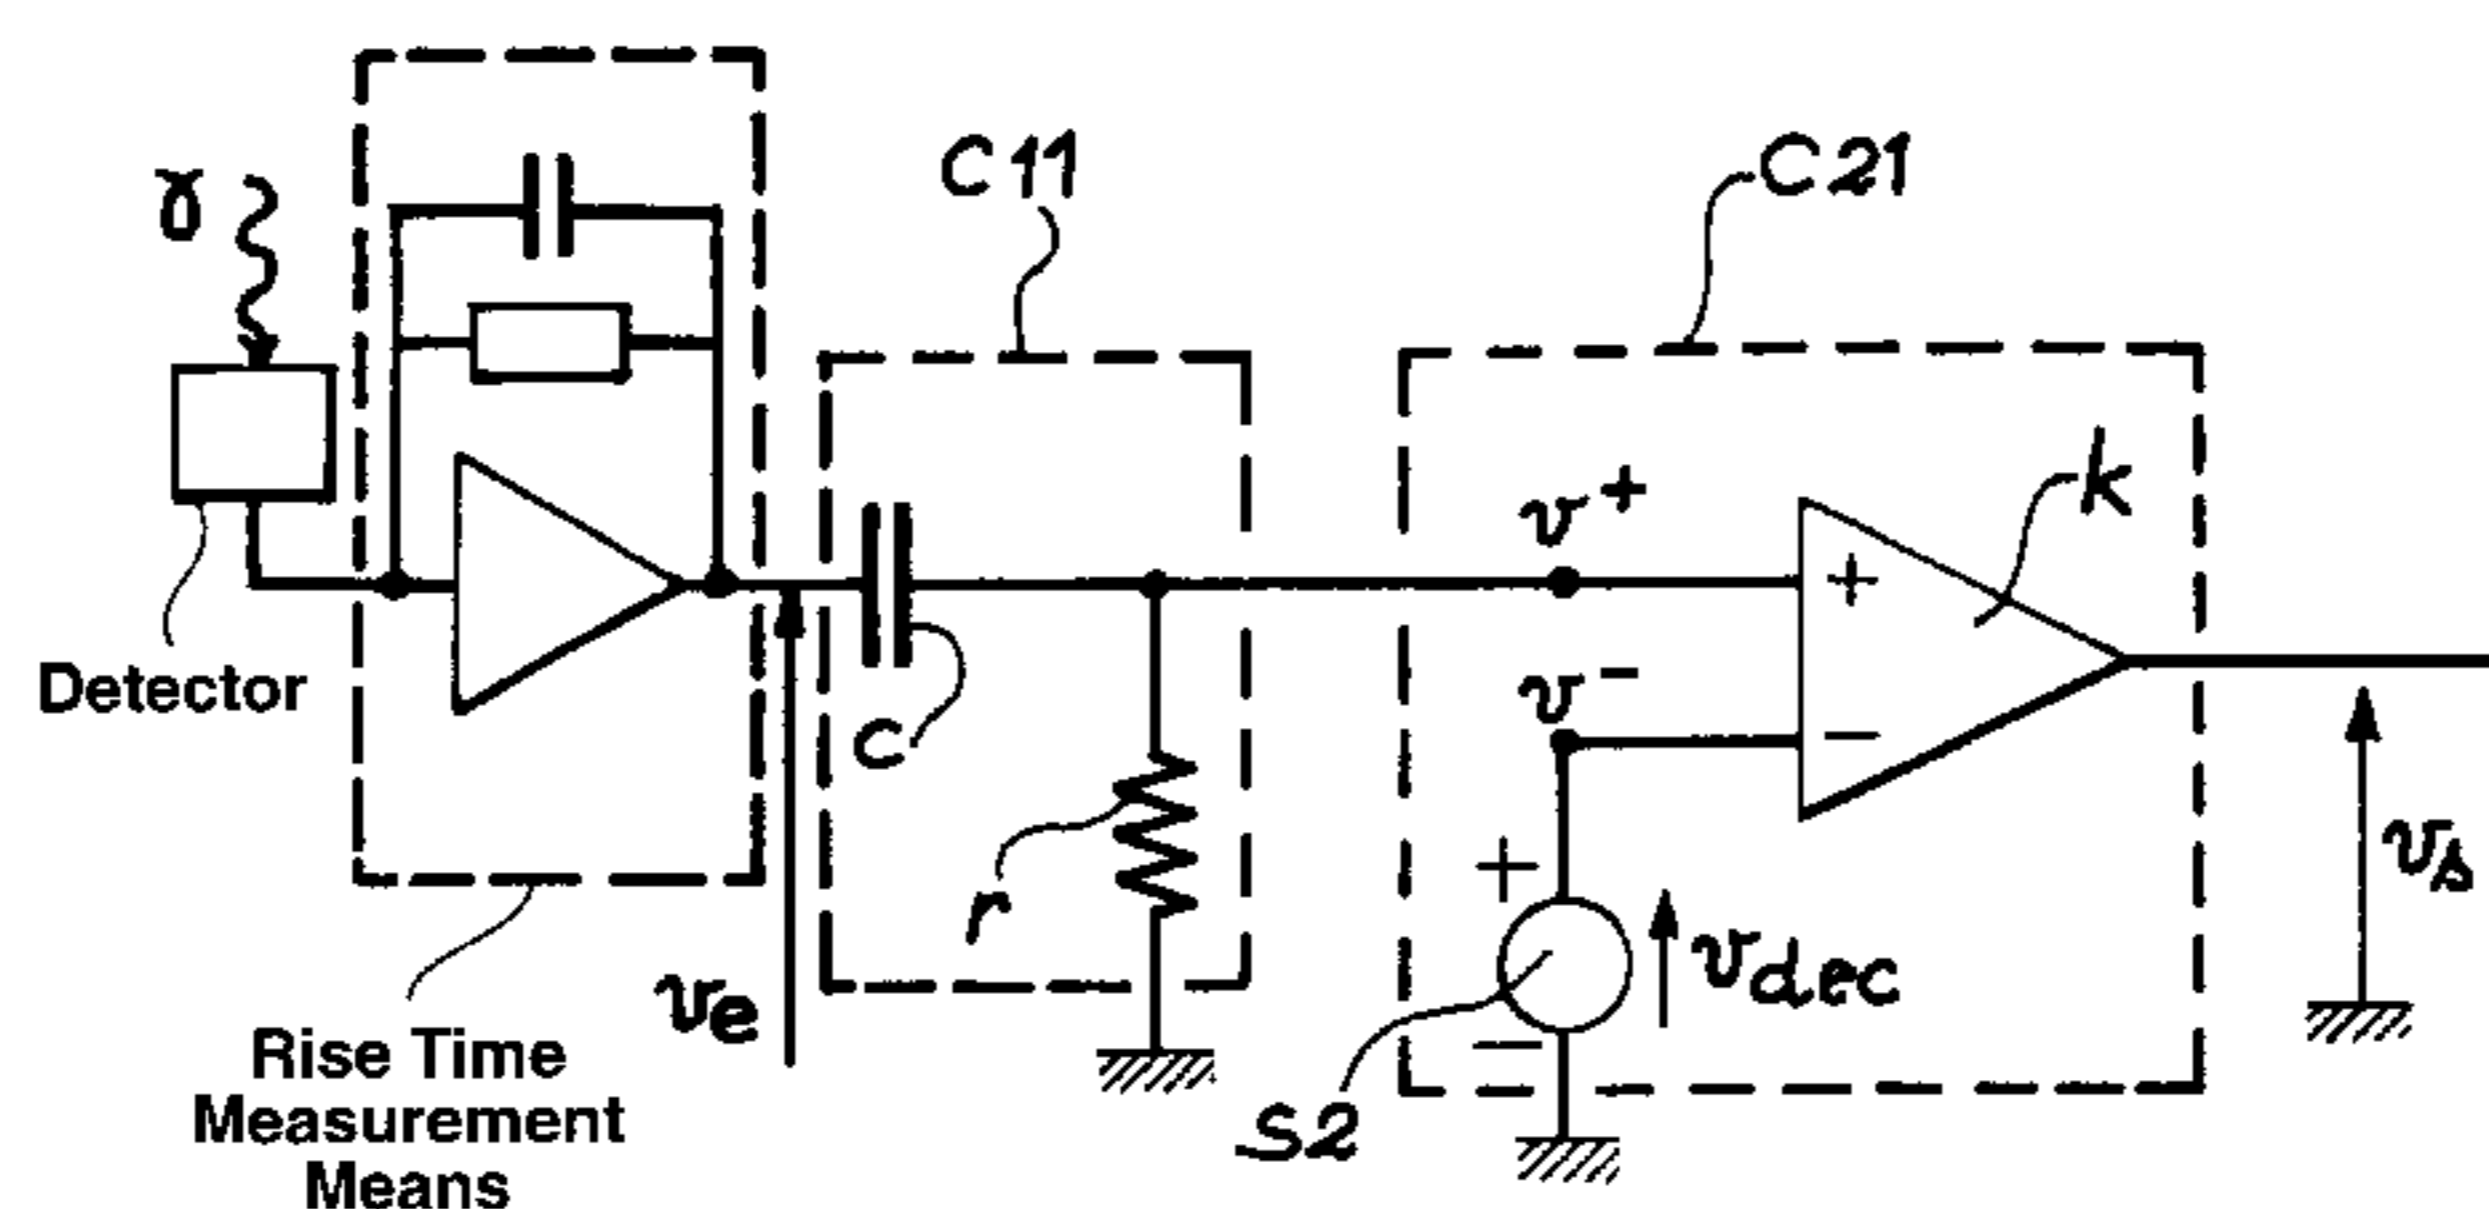 γ
C11
C21
k
v+
+
v-
−
Detector
C
r
+
vdec
vs
ve
−
S2
Rise Time
Measurement
Means